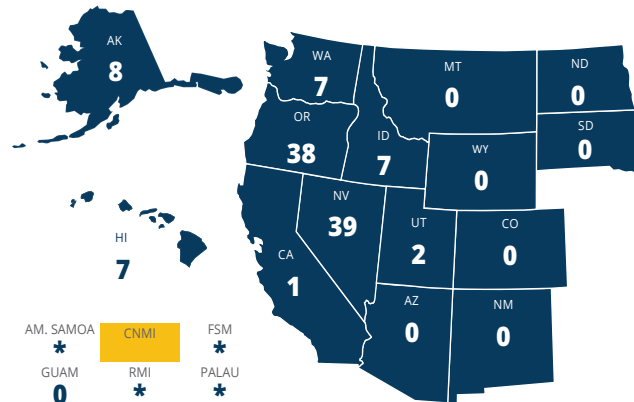 AK
8
WA
7
MT
0
ND
0
OR
38
ID
7
SD
0
WY
0
NV
39
HI
7
CA
1
UT
2
CO
0
AZ
0
NM
0
AM. SAMOA
*
CNMI
FSM
*
GUAM
0
RMI
*
PALAU
*